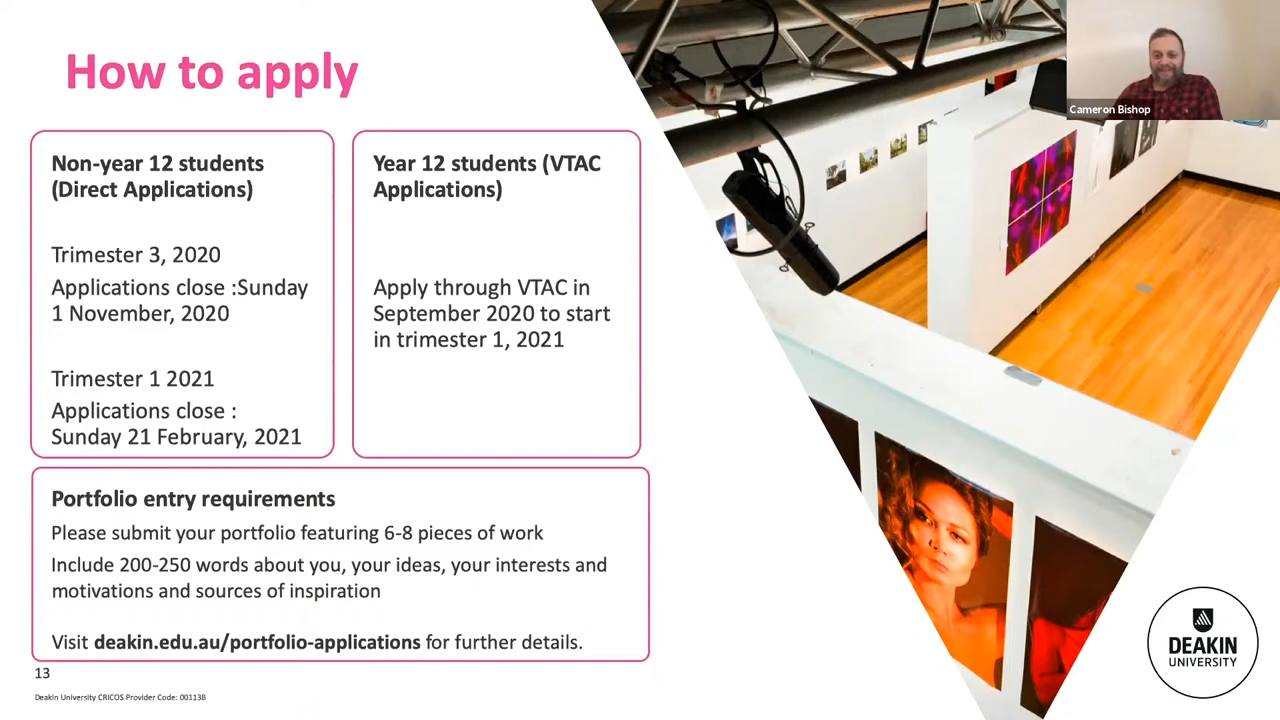 How to apply
Cameron Bishop
Non-year 12 students
(Direct Applications)
Trimester 3, 2020
Applications close :Sunday
1 November, 2020
Trimester 1 2021
Applications close :
Sunday 21 February, 2021
Year 12 students (VTAC
Applications)
Apply through VTAC in
September 2020 to start
in trimester 1, 2021
Portfolio entry requirements
Please submit your portfolio featuring 6-8 pieces of work
Include 200-250 words about you, your ideas, your interests and
motivations and sources of inspiration
Visit deakin.edu.au/portfolio-applications for further details.
13
Deakin University CRICOS Provider Code: 00113B
DEAKIN
UNIVERSITY